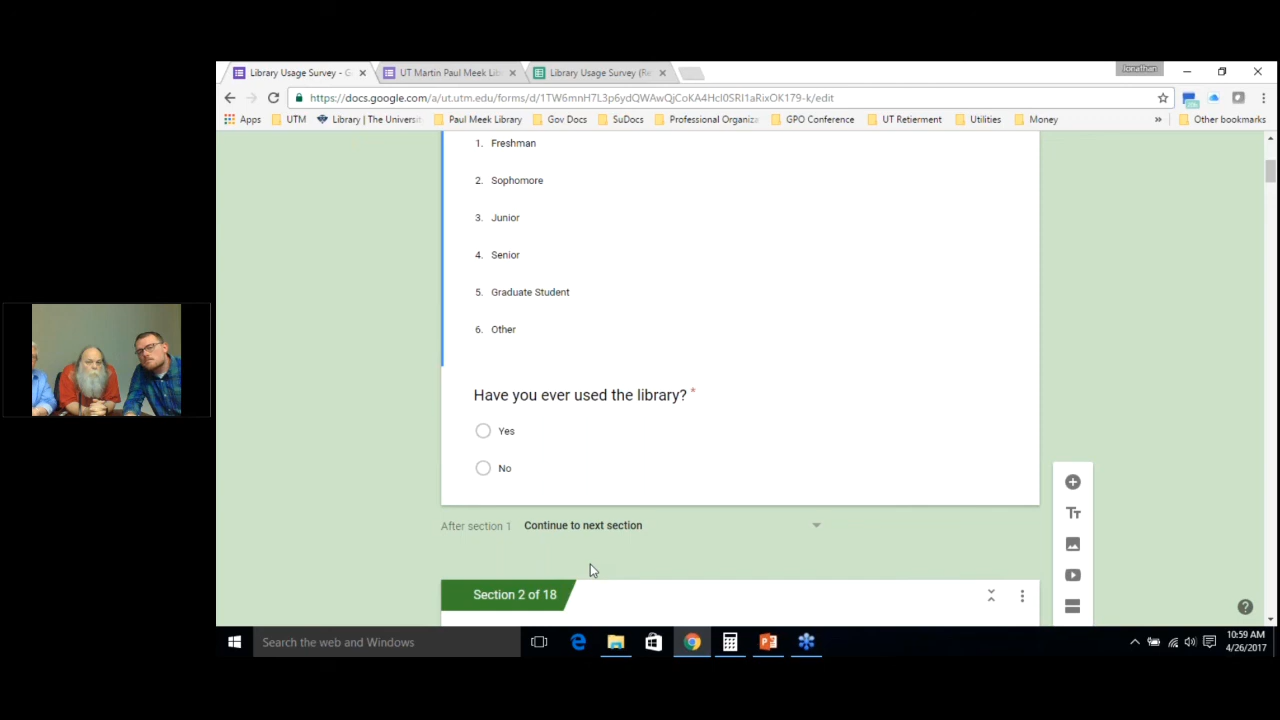 Library Usage Survey - G
UT Martin Paul Meek Lib
Library Usage Survey (Re
Jonathan
https://docs.google.com/a/ut.utm.edu/forms/d/1TW6mnH7L3p6ydQWAwQjCoKA4HcI0SRI1aRixOK179-k/edit
Apps
UTM
Library | The Universit
Paul Meek Library
Gov Docs
SuDocs
Professional Organiza
GPO Conference
UT Retierment
Utilities
Money
»
Other bookmarks
1. Freshman
2. Sophomore
3. Junior
4. Senior
5. Graduate Student
6. Other
Have you ever used the library? *
Yes
No
After section 1 Continue to next section
Section 2 of 18
Search the web and Windows
10:59 AM
4/26/2017